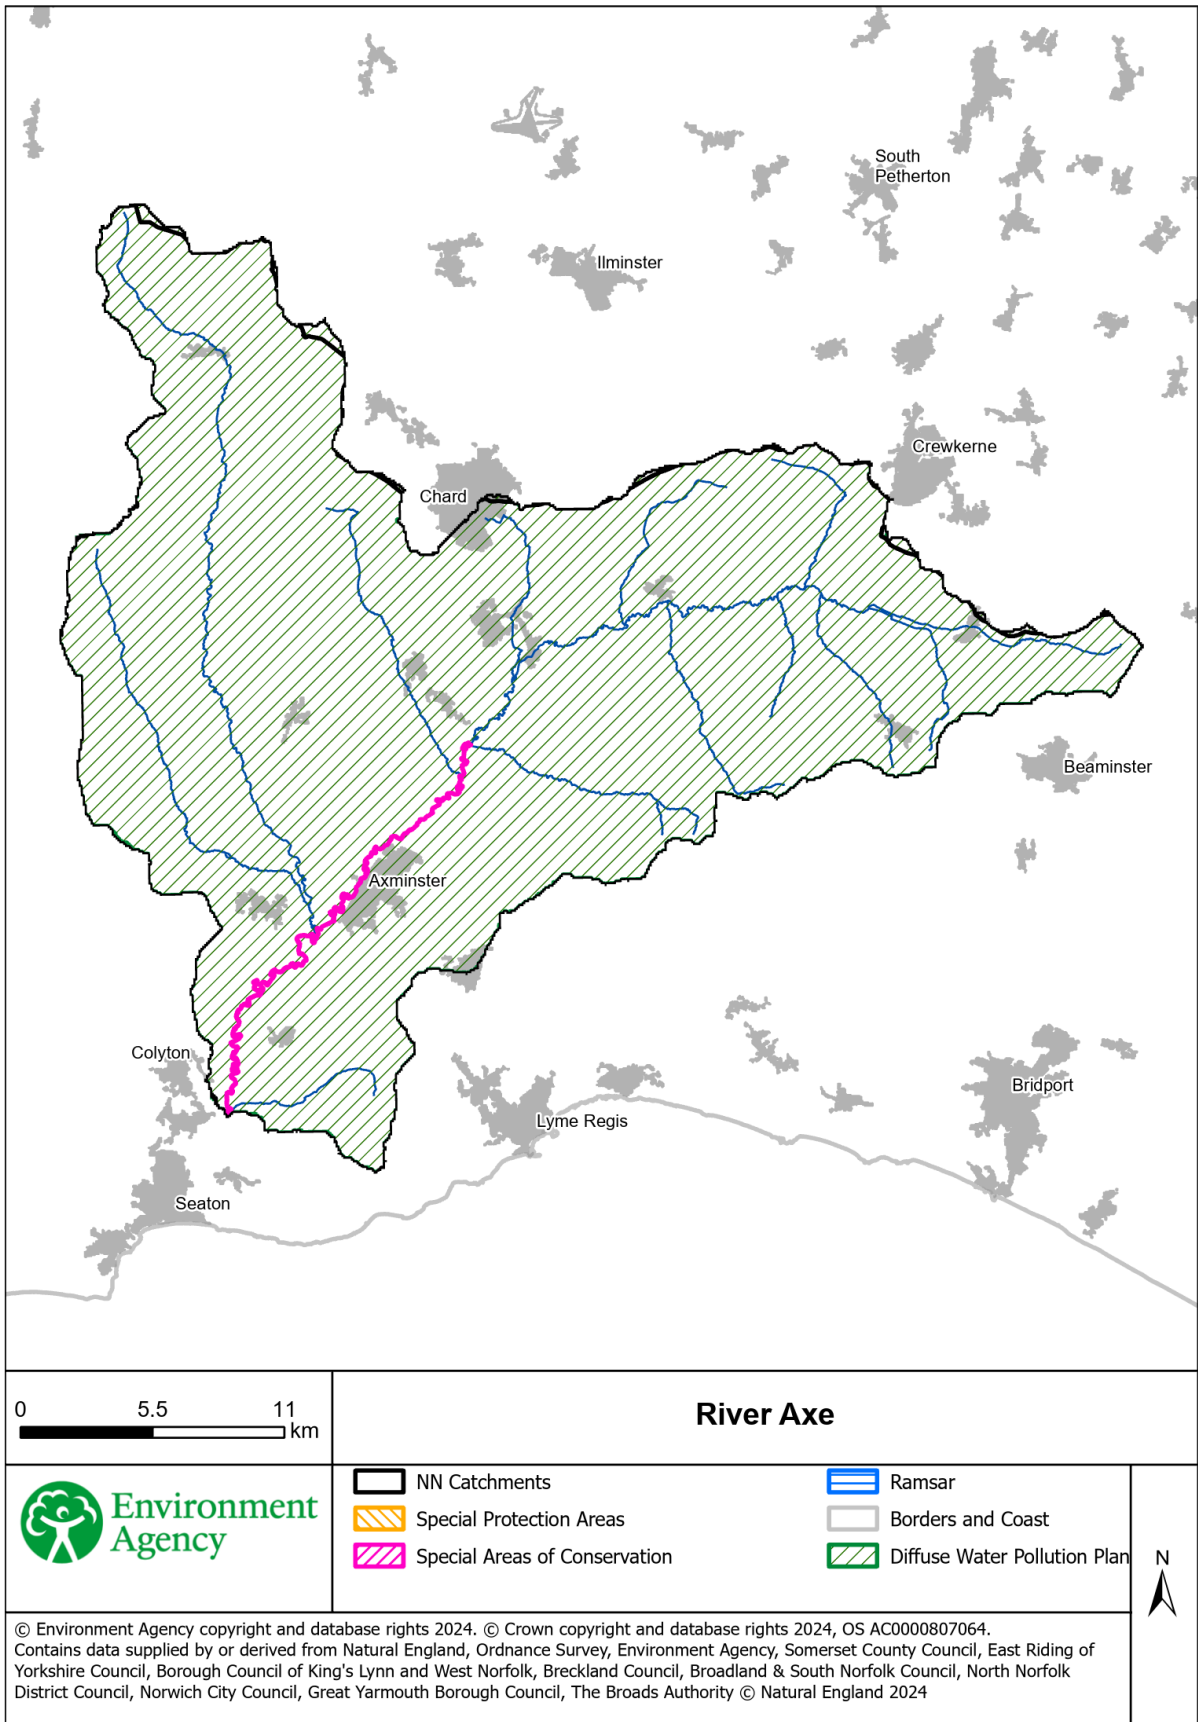 South
Petherton
Ilminster
Crewkerne
Chard
Beaminster
Axminster
Colyton
Bridport
Lyme Regis
Seaton
0 5.5 11
km
River Axe
Environment
Agency
NN Catchments
Special Protection Areas
Special Areas of Conservation
Ramsar
Borders and Coast
Diffuse Water Pollution Plan
N
© Environment Agency copyright and database rights 2024. © Crown copyright and database rights 2024, OS AC0000807064.
Contains data supplied by or derived from Natural England, Ordnance Survey, Environment Agency, Somerset County Council, East Riding of
Yorkshire Council, Borough Council of King's Lynn and West Norfolk, Breckland Council, Broadland & South Norfolk Council, North Norfolk
District Council, Norwich City Council, Great Yarmouth Borough Council, The Broads Authority © Natural England 2024